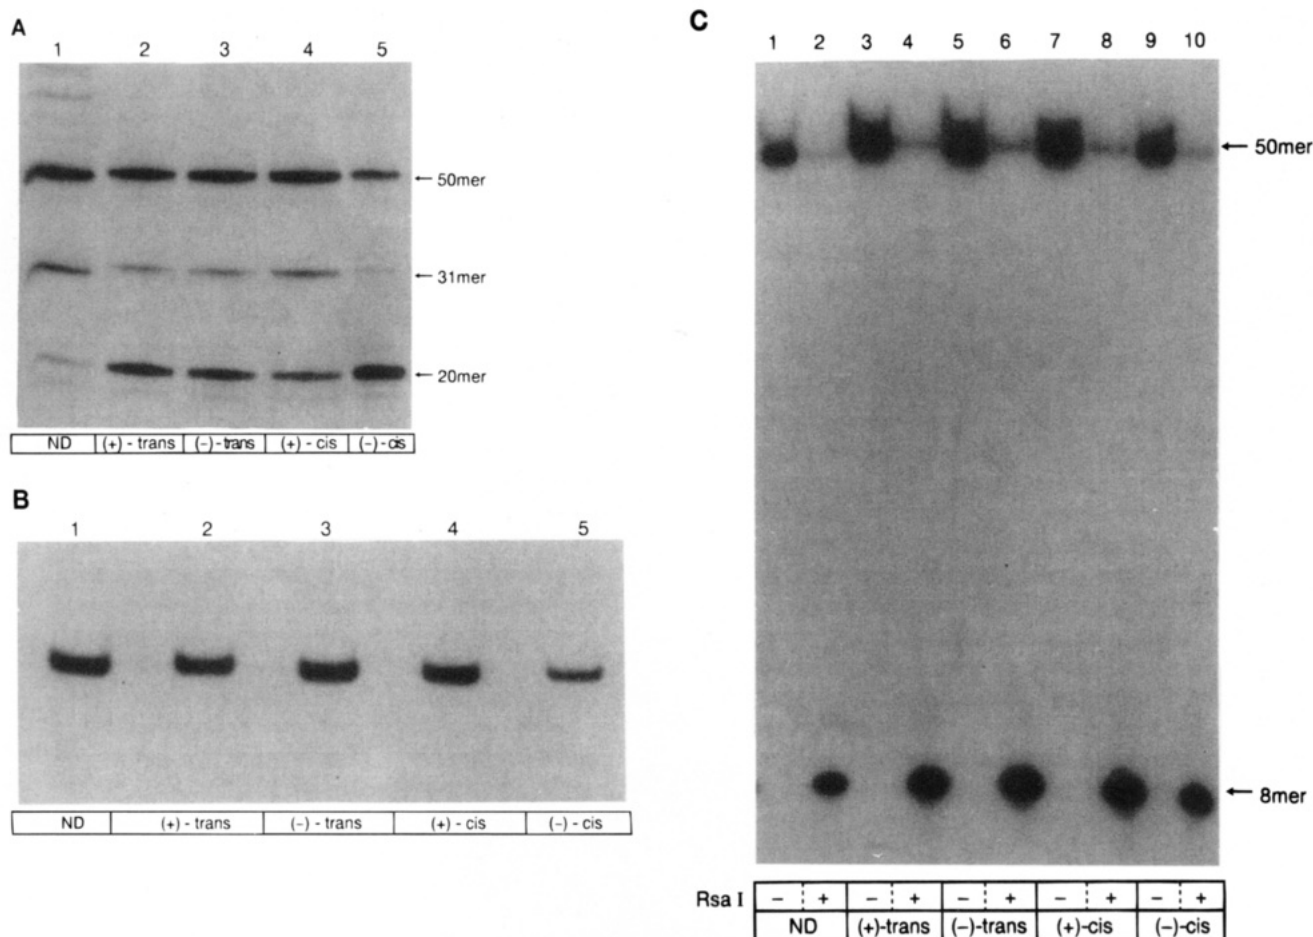 A
1 2 3 4 5
← 50mer
← 31mer
← 20mer
ND (+) - trans (−) - trans (+) - cis (−) - cis
B
1 2 3 4 5
ND (+) - trans (−) - trans (+) - cis (−) - cis
C
1 2 3 4 5 6 7 8 9 10
← 50mer
← 8mer
Rsa I − + − + − + − + − +
ND (+)-trans (−)-trans (+)-cis (−)-cis